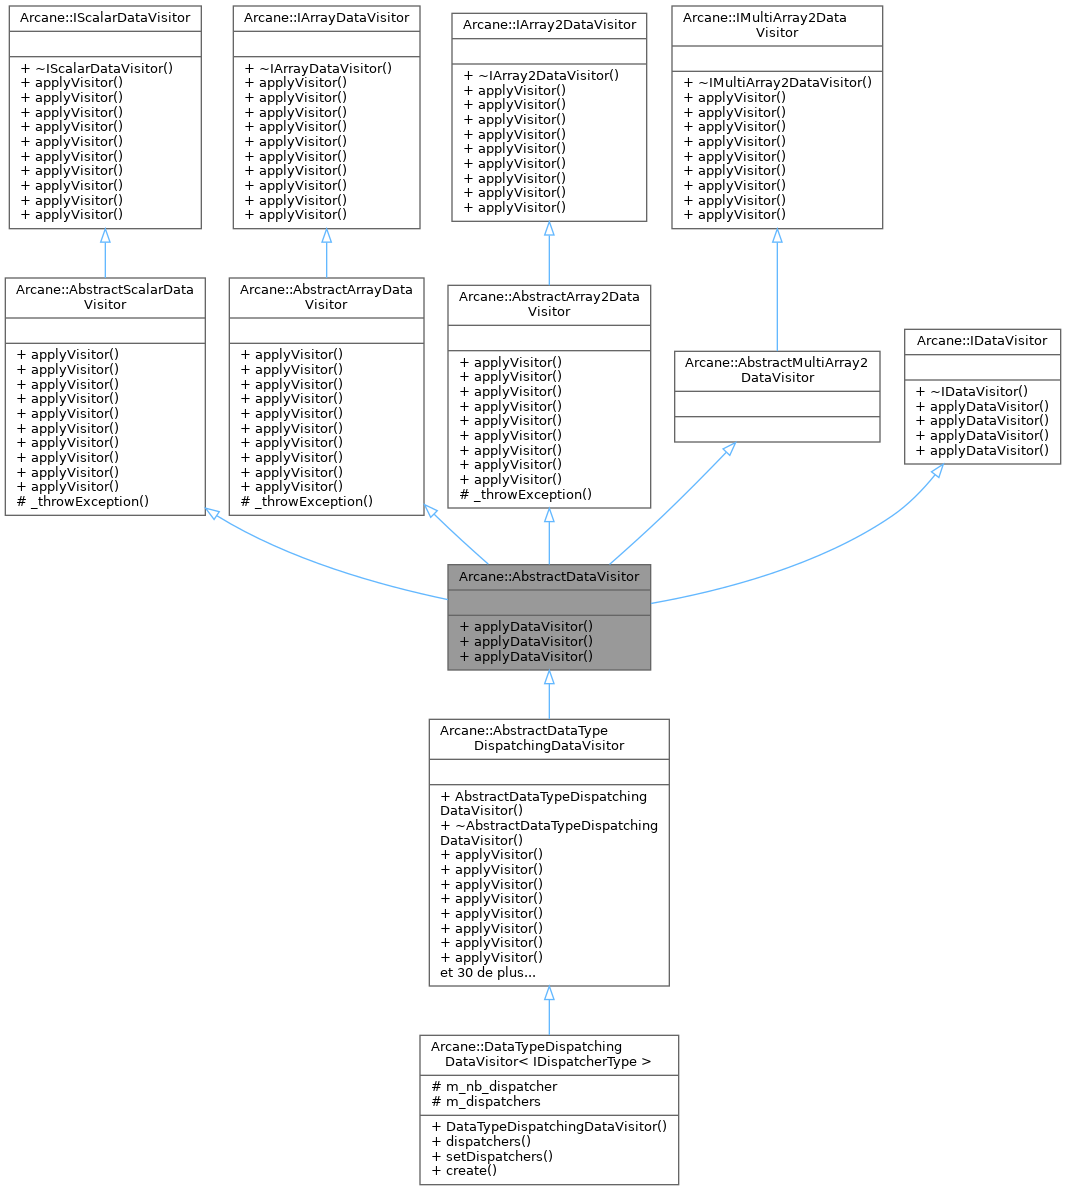 Arcane::IScalarDataVisitor
+ ~IScalarDataVisitor()
+ applyVisitor()
+ applyVisitor()
+ applyVisitor()
+ applyVisitor()
+ applyVisitor()
+ applyVisitor()
+ applyVisitor()
+ applyVisitor()
+ applyVisitor()
+ applyVisitor()
Arcane::IArrayDataVisitor
+ ~IArrayDataVisitor()
+ applyVisitor()
+ applyVisitor()
+ applyVisitor()
+ applyVisitor()
+ applyVisitor()
+ applyVisitor()
+ applyVisitor()
+ applyVisitor()
+ applyVisitor()
+ applyVisitor()
Arcane::IArray2DataVisitor
+ ~IArray2DataVisitor()
+ applyVisitor()
+ applyVisitor()
+ applyVisitor()
+ applyVisitor()
+ applyVisitor()
+ applyVisitor()
+ applyVisitor()
+ applyVisitor()
+ applyVisitor()
Arcane::IMultiArray2Data
Visitor
+ ~IMultiArray2DataVisitor()
+ applyVisitor()
+ applyVisitor()
+ applyVisitor()
+ applyVisitor()
+ applyVisitor()
+ applyVisitor()
+ applyVisitor()
+ applyVisitor()
+ applyVisitor()
Arcane::AbstractScalarData
Visitor
+ applyVisitor()
+ applyVisitor()
+ applyVisitor()
+ applyVisitor()
+ applyVisitor()
+ applyVisitor()
+ applyVisitor()
+ applyVisitor()
+ applyVisitor()
+ applyVisitor()
# _throwException()
Arcane::AbstractArrayData
Visitor
+ applyVisitor()
+ applyVisitor()
+ applyVisitor()
+ applyVisitor()
+ applyVisitor()
+ applyVisitor()
+ applyVisitor()
+ applyVisitor()
+ applyVisitor()
+ applyVisitor()
# _throwException()
Arcane::AbstractArray2Data
Visitor
+ applyVisitor()
+ applyVisitor()
+ applyVisitor()
+ applyVisitor()
+ applyVisitor()
+ applyVisitor()
+ applyVisitor()
+ applyVisitor()
+ applyVisitor()
# _throwException()
Arcane::AbstractMultiArray2
DataVisitor
Arcane::IDataVisitor
+ ~IDataVisitor()
+ applyDataVisitor()
+ applyDataVisitor()
+ applyDataVisitor()
+ applyDataVisitor()
Arcane::AbstractDataVisitor
+ applyDataVisitor()
+ applyDataVisitor()
+ applyDataVisitor()
Arcane::AbstractDataType
DispatchingDataVisitor
+ AbstractDataTypeDispatching
DataVisitor()
+ ~AbstractDataTypeDispatching
DataVisitor()
+ applyVisitor()
+ applyVisitor()
+ applyVisitor()
+ applyVisitor()
+ applyVisitor()
+ applyVisitor()
+ applyVisitor()
+ applyVisitor()
et 30 de plus...
Arcane::DataTypeDispatching
DataVisitor< IDispatcherType >
# m_nb_dispatcher
# m_dispatchers
+ DataTypeDispatchingDataVisitor()
+ dispatchers()
+ setDispatchers()
+ create()